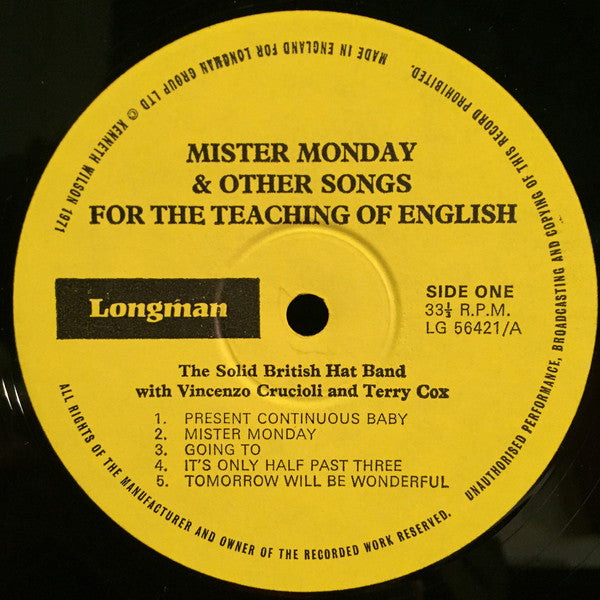 MADE IN ENGLAND FOR LONGMAN GROUP LTD © KENNETH WILSON 1971
MISTER MONDAY
& OTHER SONGS
FOR THE TEACHING OF ENGLISH
Longman
SIDE ONE
33⅓ R.P.M.
LG 56421/A
The Solid British Hat Band
with Vincenzo Crucioli and Terry Cox
1. PRESENT CONTINUOUS BABY
2. MISTER MONDAY
3. GOING TO
4. IT'S ONLY HALF PAST THREE
5. TOMORROW WILL BE WONDERFUL
ALL RIGHTS OF THE MANUFACTURER AND OWNER OF THE RECORDED WORK RESERVED.
UNAUTHORISED PERFORMANCE, BROADCASTING AND COPYING OF THIS RECORD PROHIBITED.